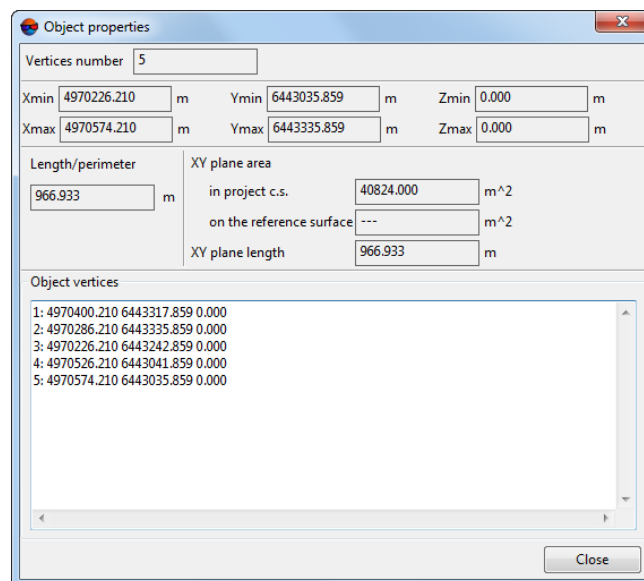 Object properties
Vertices number 5
Xmin 4970226.210 m Ymin 6443035.859 m Zmin 0.000 m
Xmax 4970574.210 m Ymax 6443335.859 m Zmax 0.000 m
Length/perimeter XY plane area
966.933 m in project c.s. 40824.000 m^2
on the reference surface --- m^2
XY plane length 966.933 m
Object vertices
1: 4970400.210 6443317.859 0.000
2: 4970286.210 6443335.859 0.000
3: 4970226.210 6443242.859 0.000
4: 4970526.210 6443041.859 0.000
5: 4970574.210 6443035.859 0.000
Close